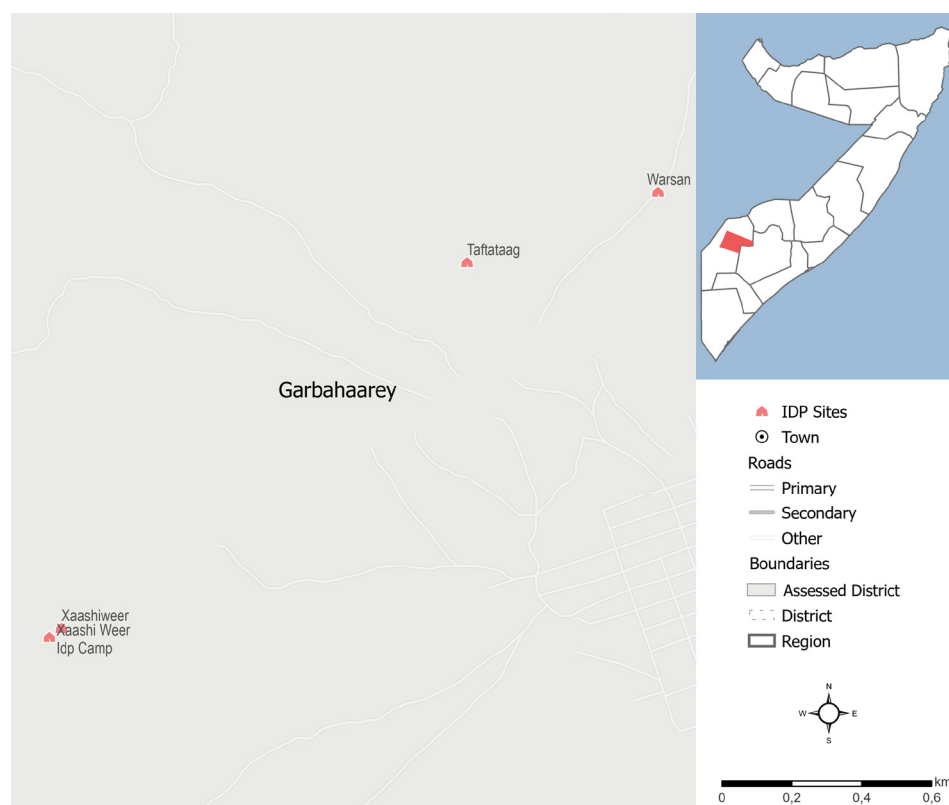 Warsan
Taftataag
Garbahaarey
Xaashiweer
Xaashi Weer
Idp Camp
IDP Sites
Town
Roads
Primary
Secondary
Other
Boundaries
Assessed District
District
Region
N
W E
S
km
0 0,2 0,4 0,6